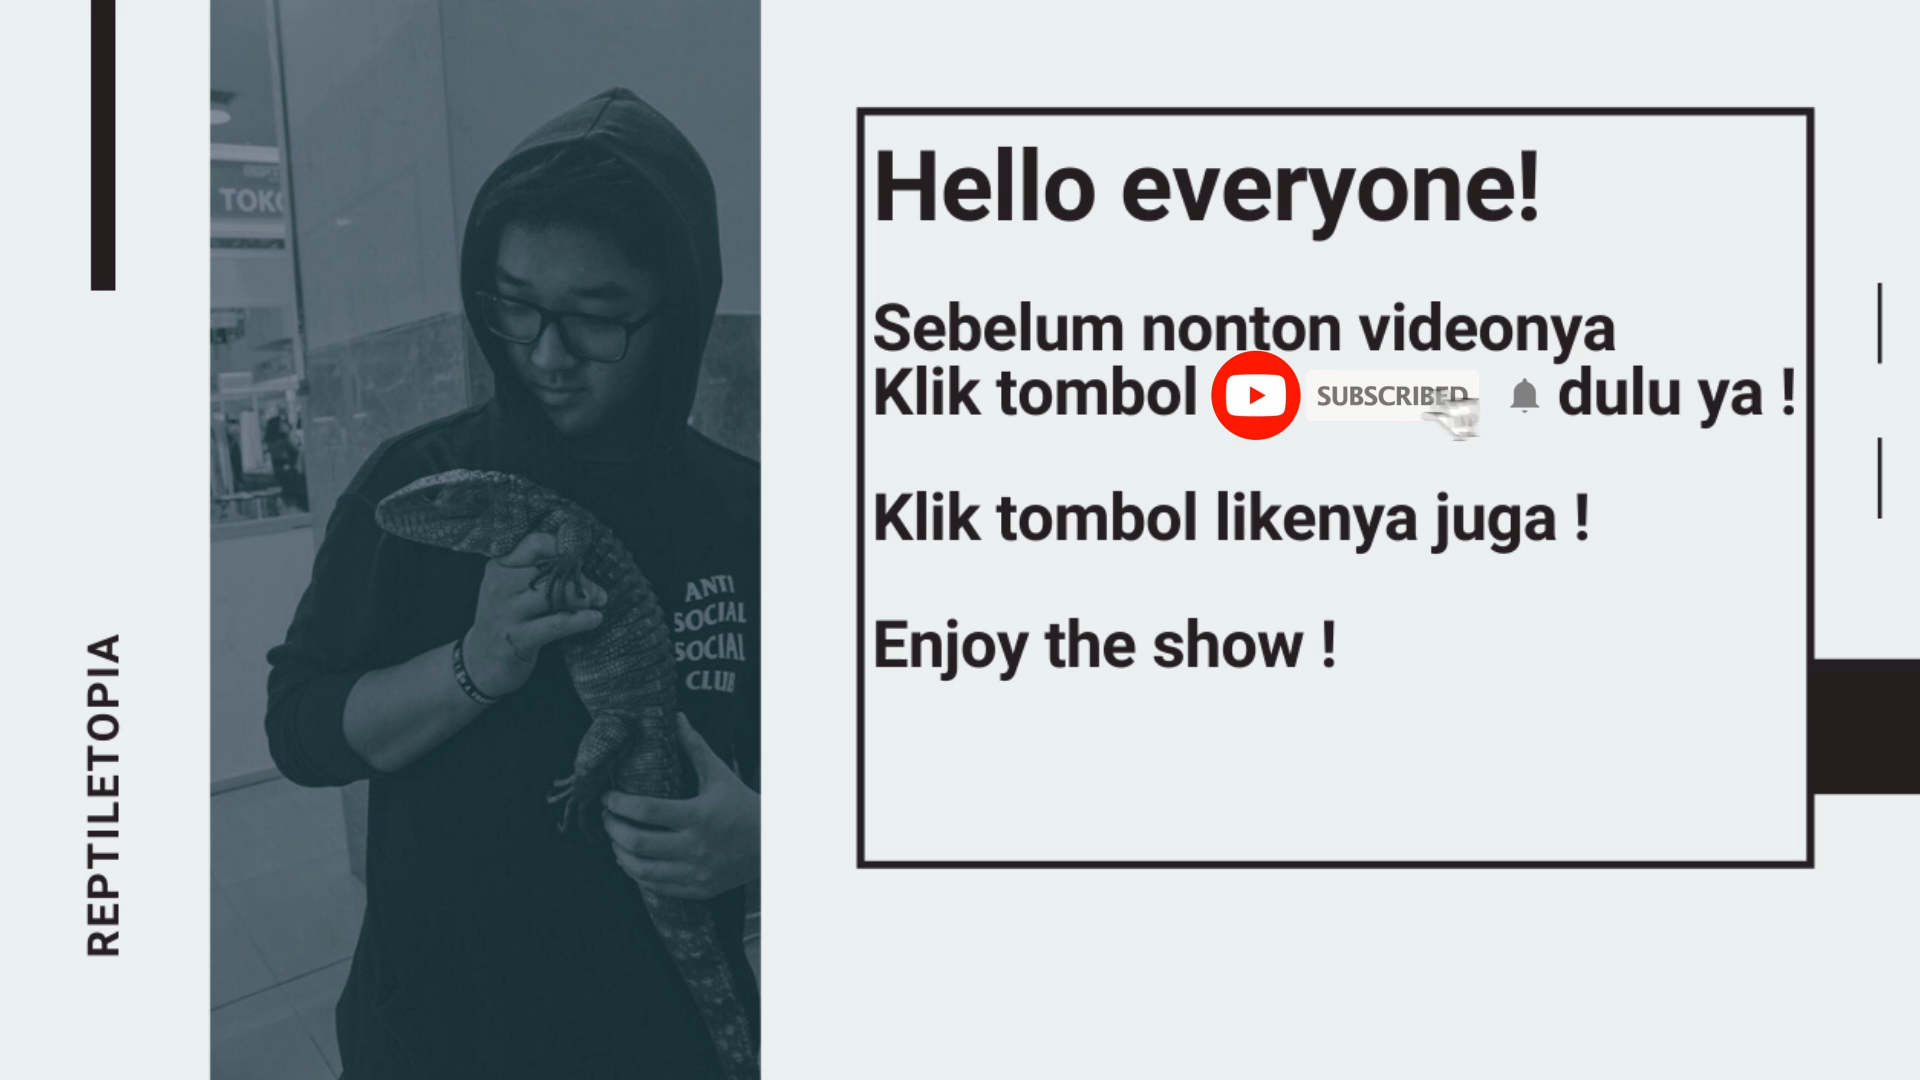 REPTILETOPIA
ANTI
SOCIAL
SOCIAL
CLUB
Hello everyone!
Sebelum nonton videonya
Klik tombol SUBSCRIBED dulu ya !
Klik tombol likenya juga !
Enjoy the show !